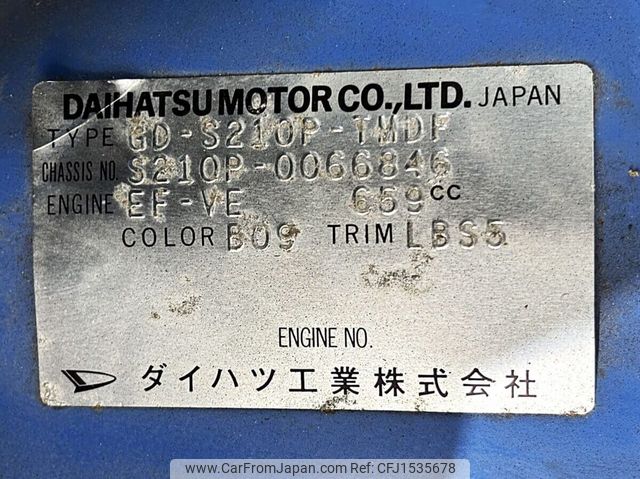 DAIHATSU MOTOR CO.,LTD. JAPAN
TYPE GD-S210P-TMDF
CHASSIS NO. S210P-0066846
ENGINE EF-VE 659CC
COLOR B09 TRIM LBS5
ENGINE NO.
ダイハツ工業株式会社
www.CarFromJapan.com | CFJ1535678